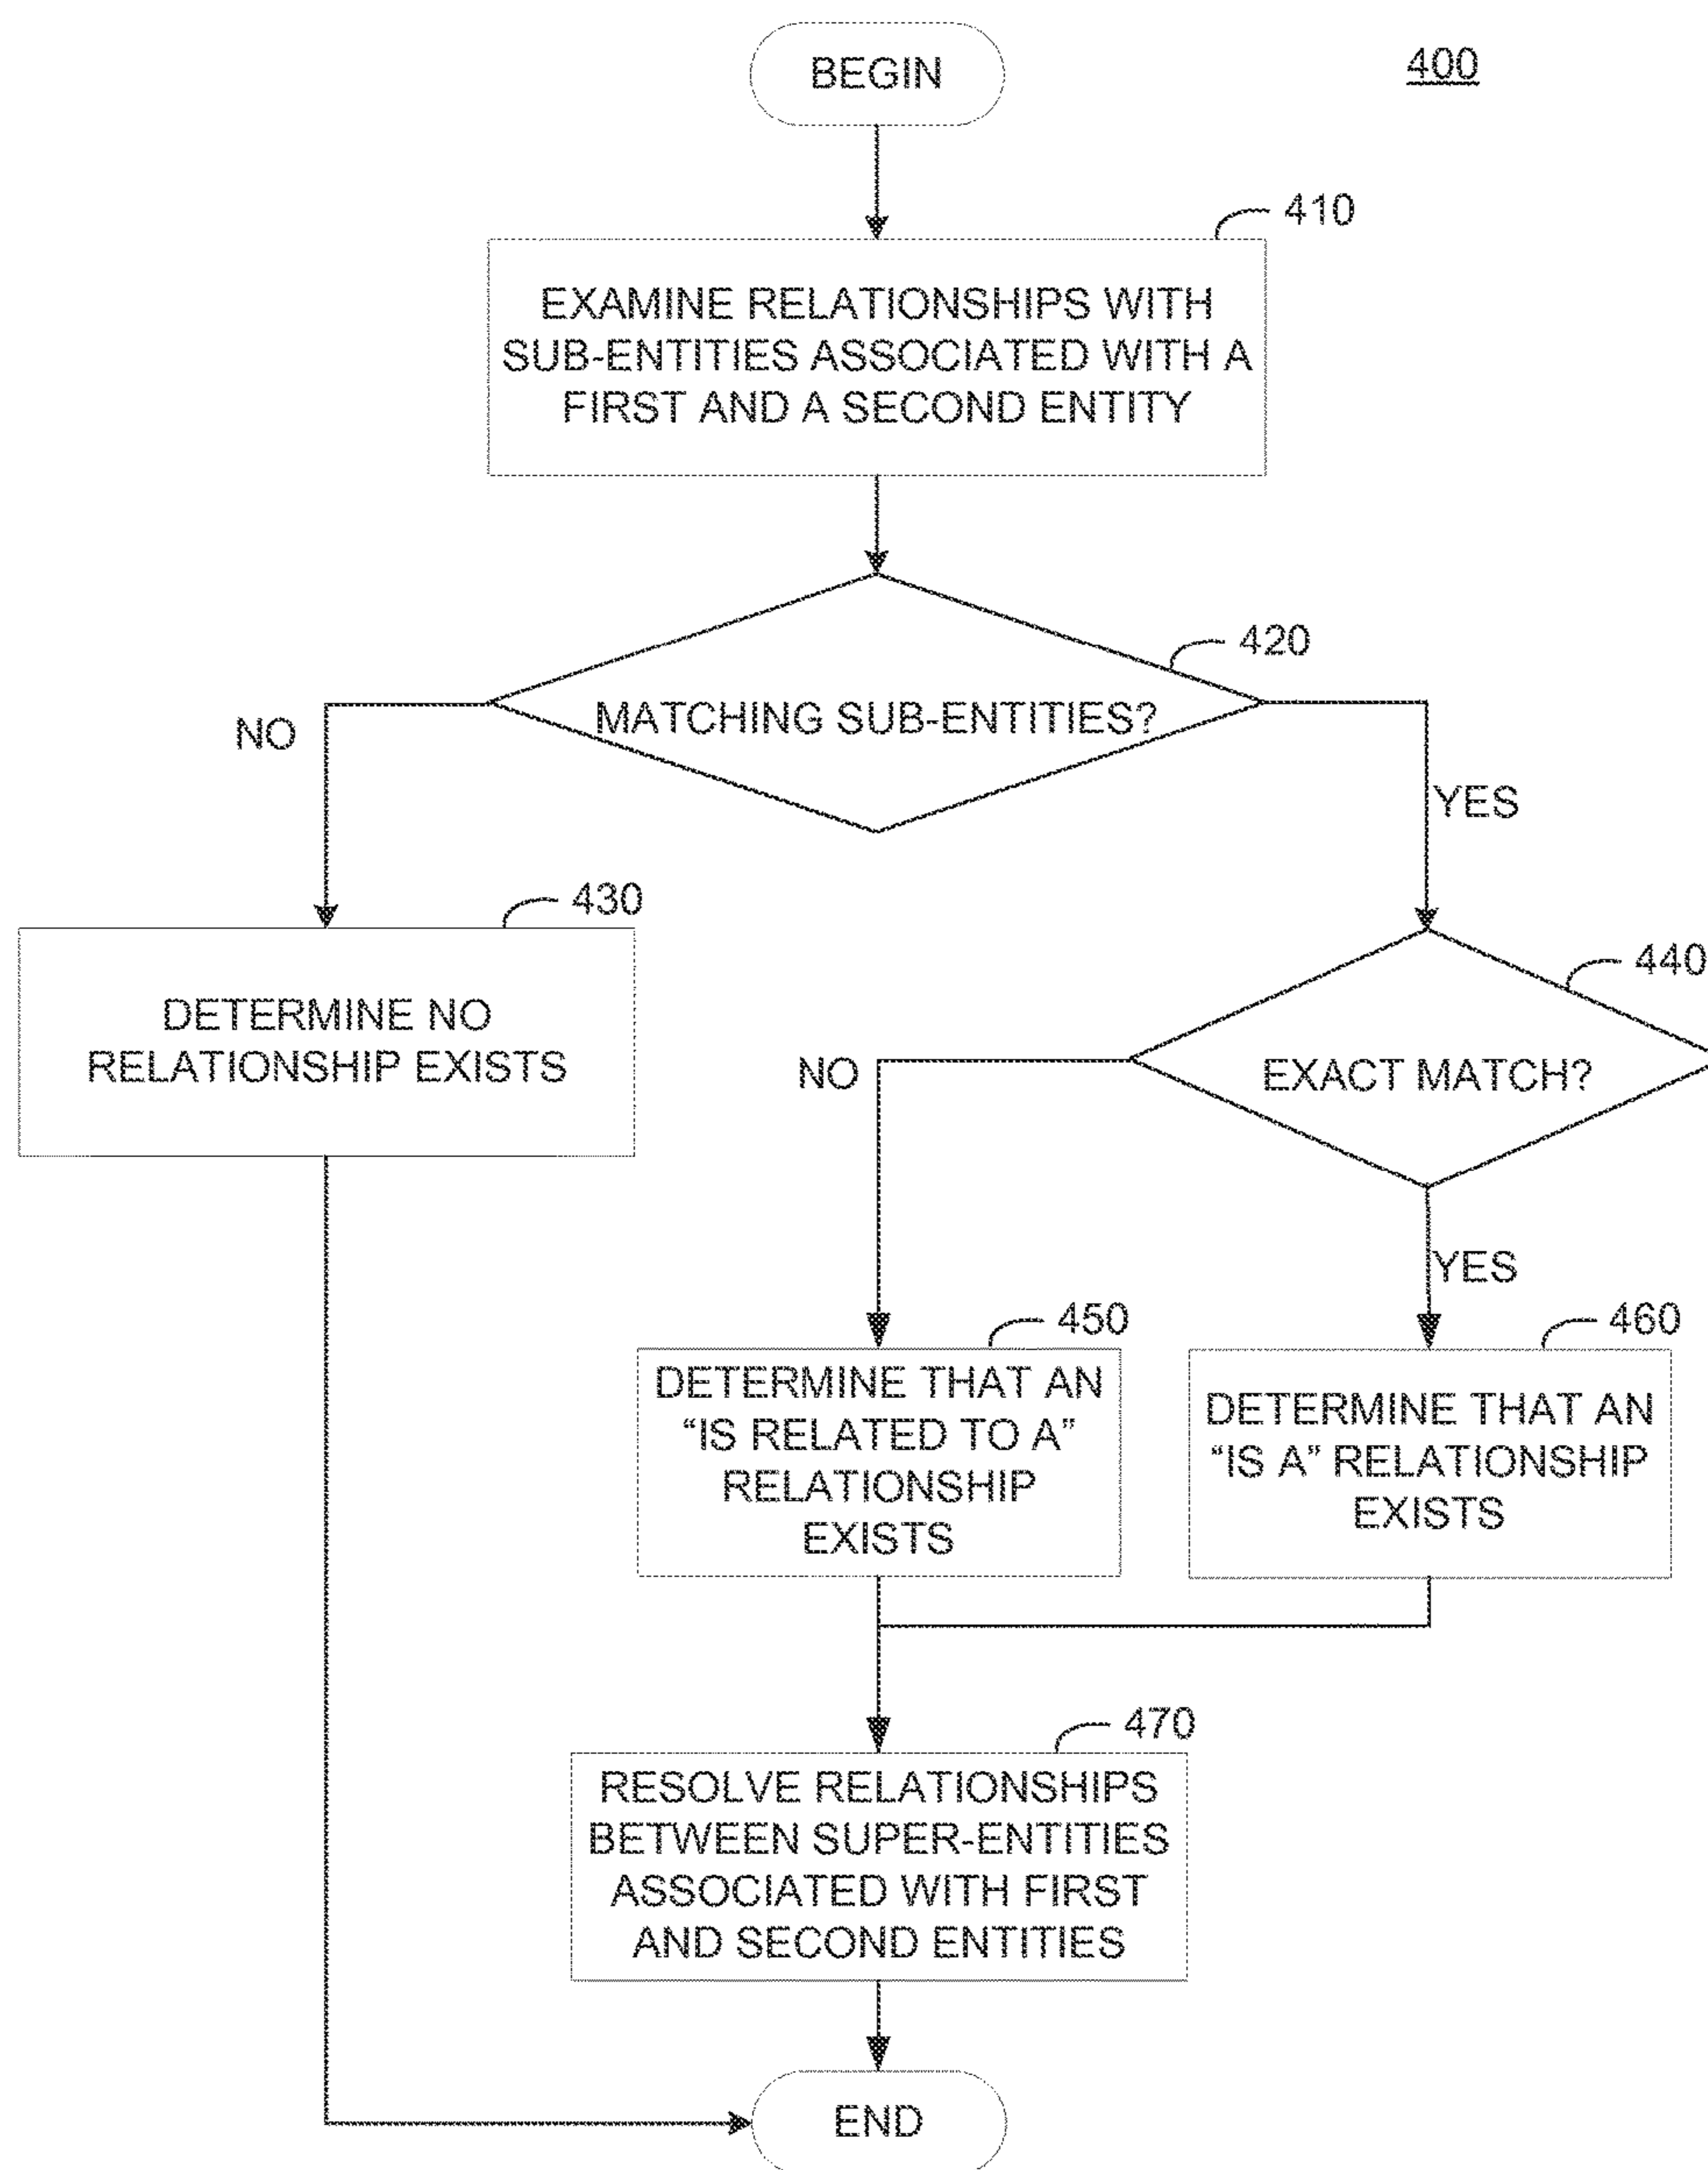 BEGIN
400
410
EXAMINE RELATIONSHIPS WITH
SUB-ENTITIES ASSOCIATED WITH A
FIRST AND A SECOND ENTITY
420
MATCHING SUB-ENTITIES?
NO
YES
430
DETERMINE NO
RELATIONSHIP EXISTS
440
EXACT MATCH?
NO
YES
450
DETERMINE THAT AN
“IS RELATED TO A”
RELATIONSHIP
EXISTS
460
DETERMINE THAT AN
“IS A” RELATIONSHIP
EXISTS
470
RESOLVE RELATIONSHIPS
BETWEEN SUPER-ENTITIES
ASSOCIATED WITH FIRST
AND SECOND ENTITIES
END